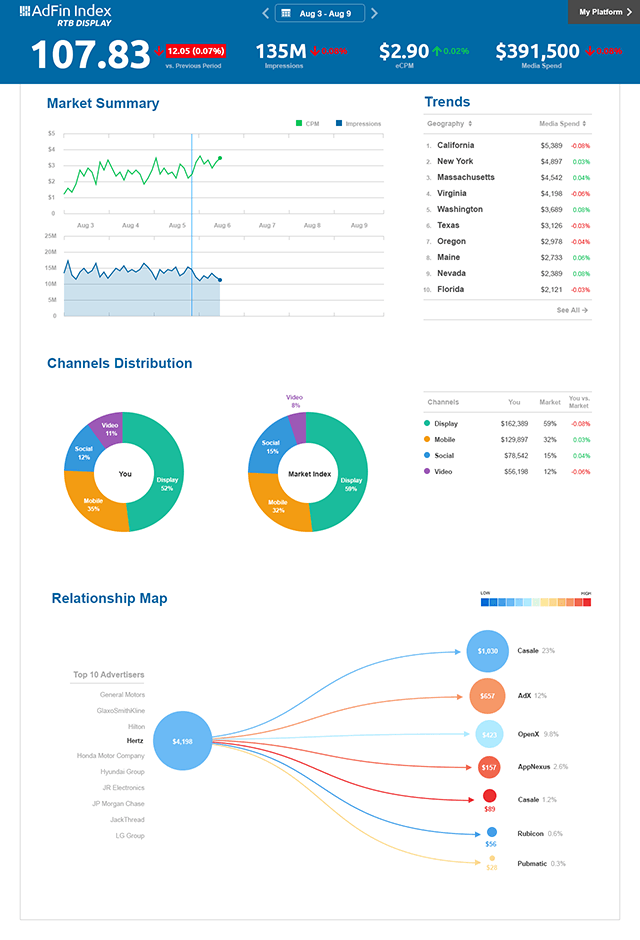 AdFin Index
RTB DISPLAY
Aug 3 - Aug 9
My Platform
107.83
12.05 (0.07%)
vs. Previous Period
135M
Impressions
$2.90
0.02%
eCPM
$391,500
Media Spend
Market Summary
CPM Impressions
$5
$4
$3
$2
$1
0
Aug 3 Aug 4 Aug 5 Aug 6 Aug 7 Aug 8 Aug 9
25M
20M
15M
10M
5M
0
Trends
Geography Media Spend
1. California $5,389 -0.08%
2. New York $4,897 0.03%
3. Massachusetts $4,542 0.04%
4. Virginia $4,198 -0.06%
5. Washington $3,689 0.08%
6. Texas $3,126 -0.03%
7. Oregon $2,978 -0.04%
8. Maine $2,733 0.06%
9. Nevada $2,389 0.08%
10. Florida $2,121 -0.03%
See All
Channels Distribution
Video
11%
Social
12%
You
Display
52%
Mobile
35%
Video
8%
Social
15%
Market Index
Display
59%
Mobile
32%
Channels You Market You vs. Market
Display $162,389 59% -0.08%
Mobile $129,897 32% 0.03%
Social $78,542 15% 0.04%
Video $56,198 12% -0.06%
Relationship Map
LOW HIGH
Top 10 Advertisers
General Motors
GlaxoSmithKline
Hilton
Hertz
Honda Motor Company
Hyundai Group
JR Electronics
JP Morgan Chase
JackThread
LG Group
$4,198
$1,030 Casale 23%
$657 AdX 12%
$423 OpenX 9.8%
$157 AppNexus 2.6%
$89 Casale 1.2%
$56 Rubicon 0.6%
Pubmatic 0.3%